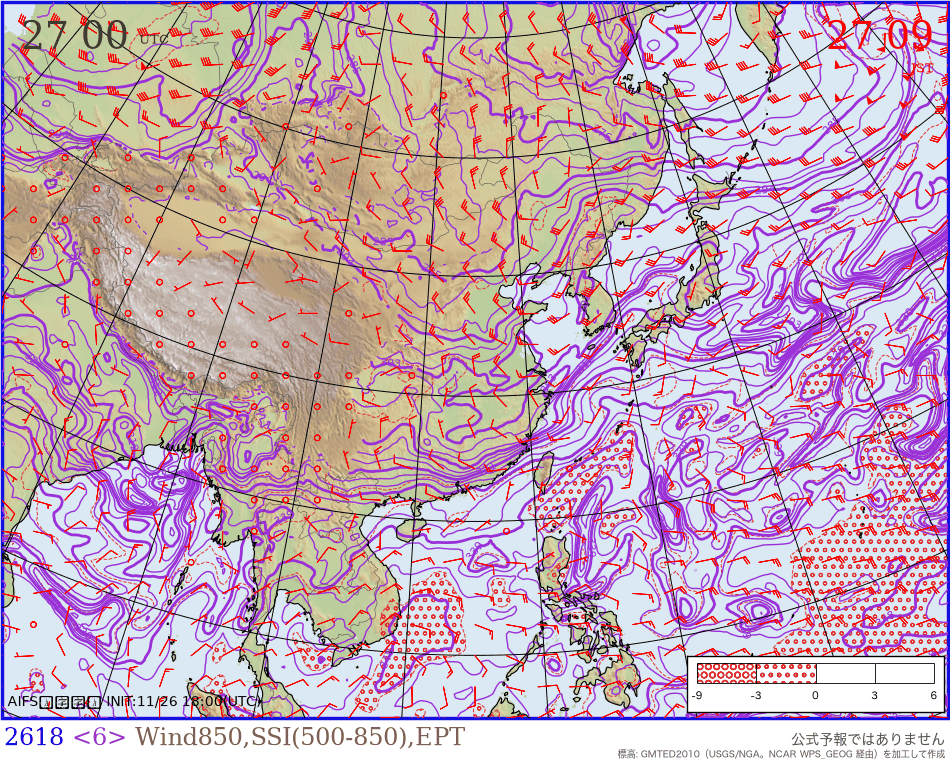 27 00 UTC
27 09
JST
-9 -3 0 3 6
AIFS INIT:11/26 18:00(UTC)
2618 <6> Wind850,SSI(500-850),EPT
公式予報ではありません
標高: GMTED2010（USGS/NGA。NCAR WPS_GEOG 経由）を加工して作成